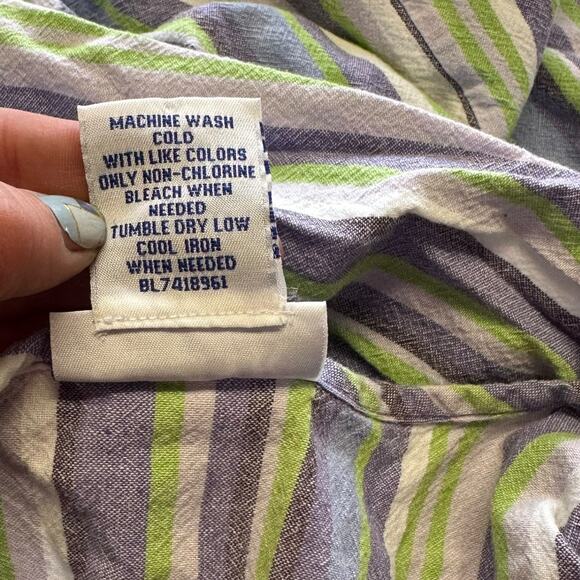 MACHINE WASH
COLD
WITH LIKE COLORS
ONLY NON-CHLORINE
BLEACH WHEN
NEEDED
TUMBLE DRY LOW
COOL IRON
WHEN NEEDED
BL7418961